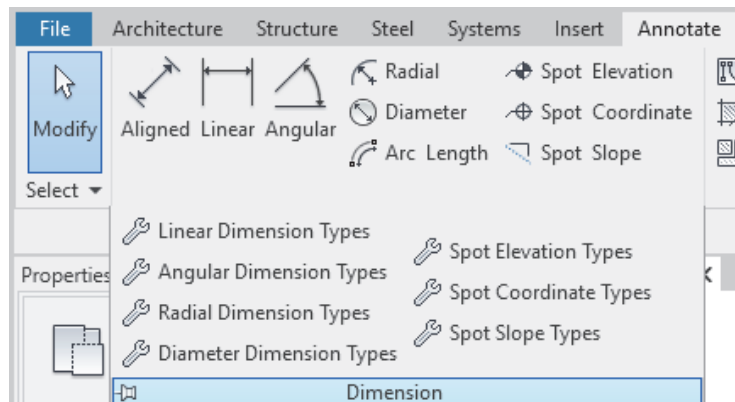 File Architecture Structure Steel Systems Insert Annotate
Modify
Select
Aligned Linear Angular
Radial
Diameter
Arc Length
Spot Elevation
Spot Coordinate
Spot Slope
Linear Dimension Types
Angular Dimension Types
Radial Dimension Types
Diameter Dimension Types
Spot Elevation Types
Spot Coordinate Types
Spot Slope Types
Dimension
Properties